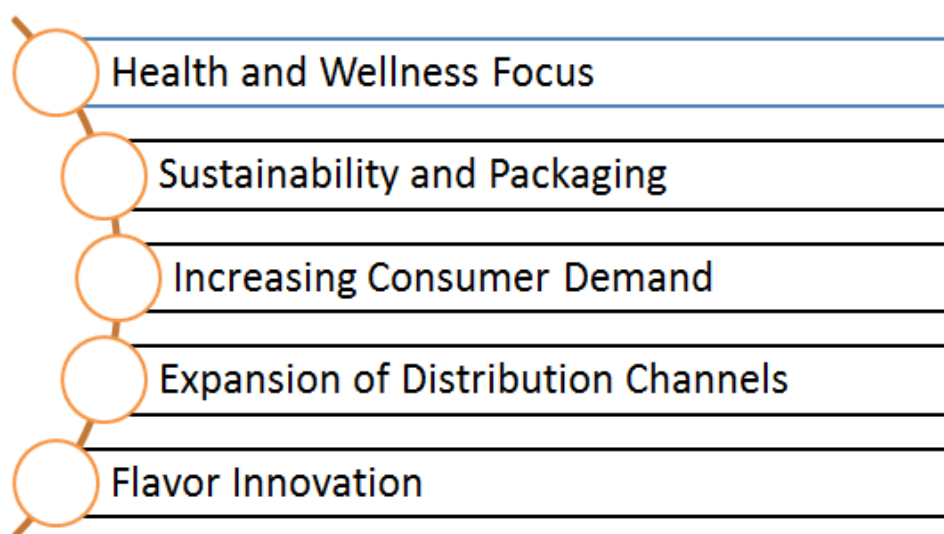 Health and Wellness Focus
Sustainability and Packaging
Increasing Consumer Demand
Expansion of Distribution Channels
Flavor Innovation